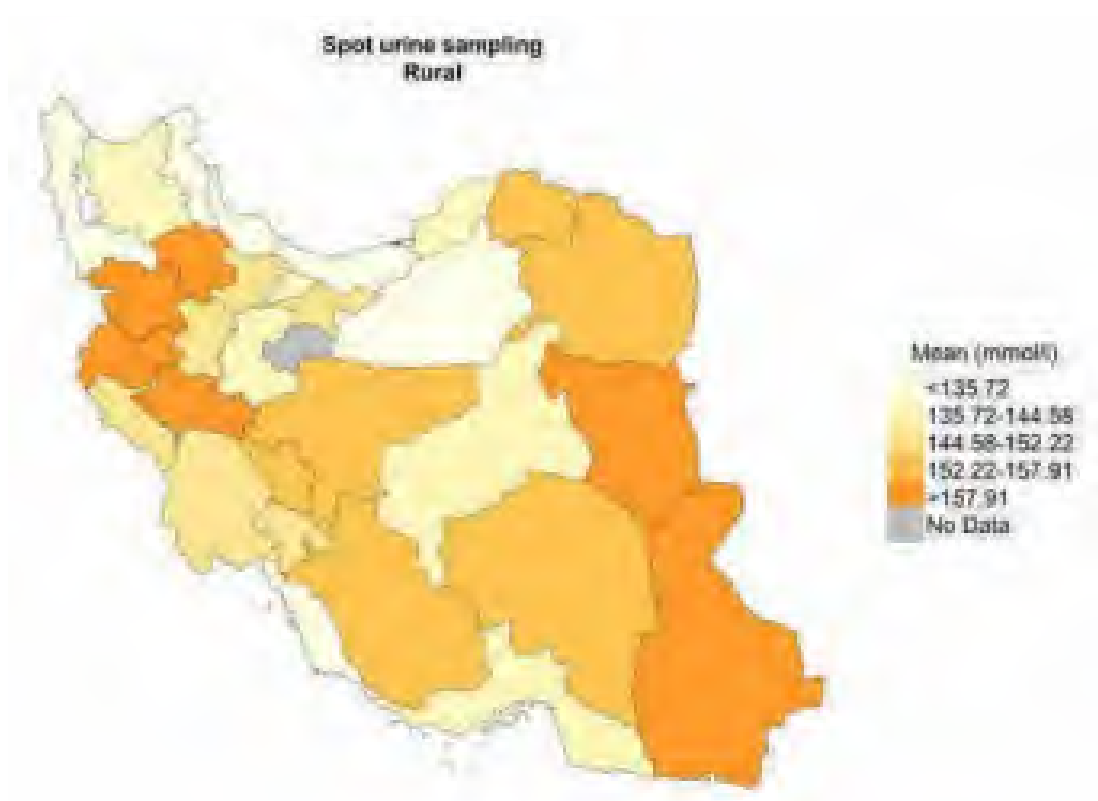 Spot urine sampling
Rural
Mean (mmol/l)
<135.72
135.72-144.58
144.58-152.22
152.22-157.91
>157.91
No Data